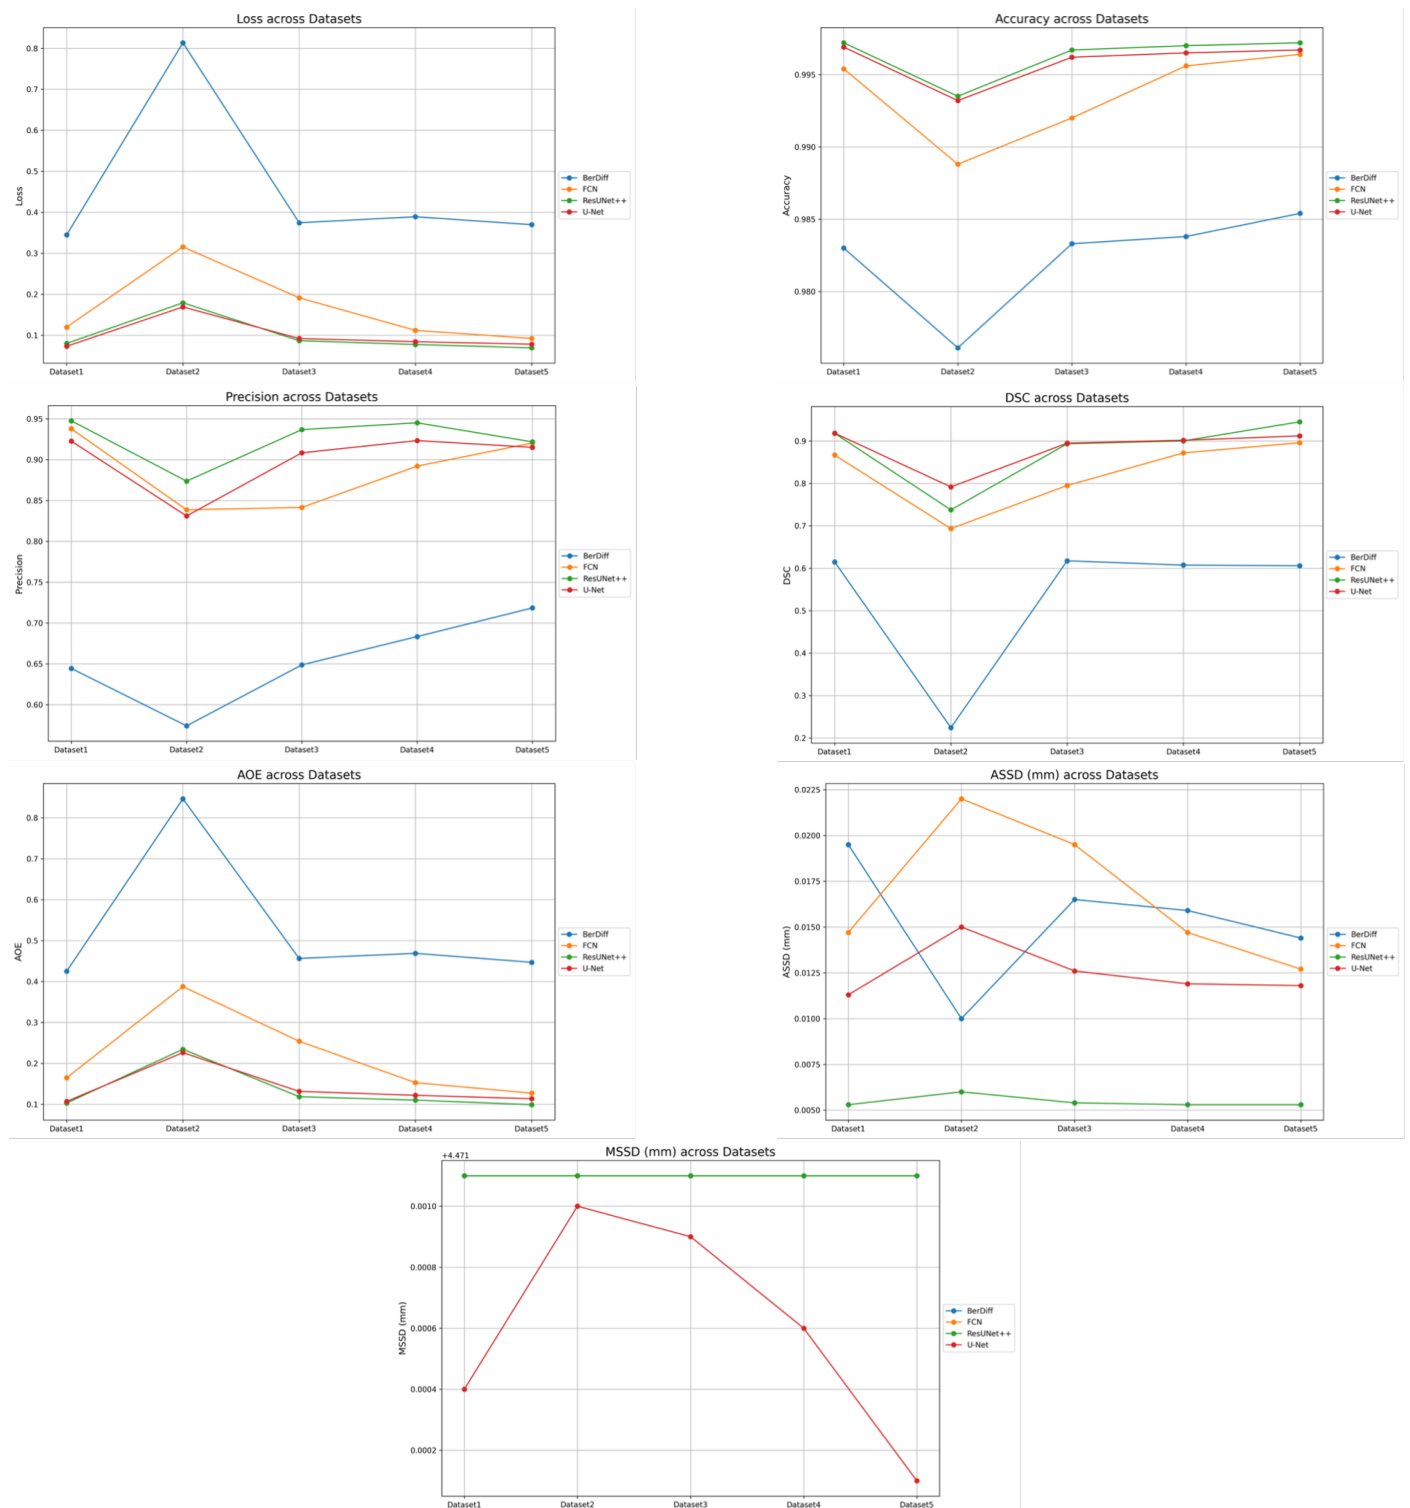 Loss across Datasets
0.8
0.7
0.6
0.5
0.4
0.3
0.2
0.1
Loss
Dataset1 Dataset2 Dataset3 Dataset4 Dataset5
BerDiff
FCN
ResUNet++
U-Net
Accuracy across Datasets
0.995
0.990
0.985
0.980
Accuracy
Dataset1 Dataset2 Dataset3 Dataset4 Dataset5
BerDiff
FCN
ResUNet++
U-Net
Precision across Datasets
0.95
0.90
0.85
0.80
0.75
0.70
0.65
0.60
Precision
Dataset1 Dataset2 Dataset3 Dataset4 Dataset5
BerDiff
FCN
ResUNet++
U-Net
DSC across Datasets
0.9
0.8
0.7
0.6
0.5
0.4
0.3
0.2
DSC
Dataset1 Dataset2 Dataset3 Dataset4 Dataset5
BerDiff
FCN
ResUNet++
U-Net
AOE across Datasets
0.8
0.7
0.6
0.5
0.4
0.3
0.2
0.1
AOE
Dataset1 Dataset2 Dataset3 Dataset4 Dataset5
BerDiff
FCN
ResUNet++
U-Net
ASSD (mm) across Datasets
0.0225
0.0200
0.0175
0.0150
0.0125
0.0100
0.0075
0.0050
ASSD (mm)
Dataset1 Dataset2 Dataset3 Dataset4 Dataset5
BerDiff
FCN
ResUNet++
U-Net
MSSD (mm) across Datasets
+4.471
0.0010
0.0008
0.0006
0.0004
0.0002
MSSD (mm)
Dataset1 Dataset2 Dataset3 Dataset4 Dataset5
BerDiff
FCN
ResUNet++
U-Net